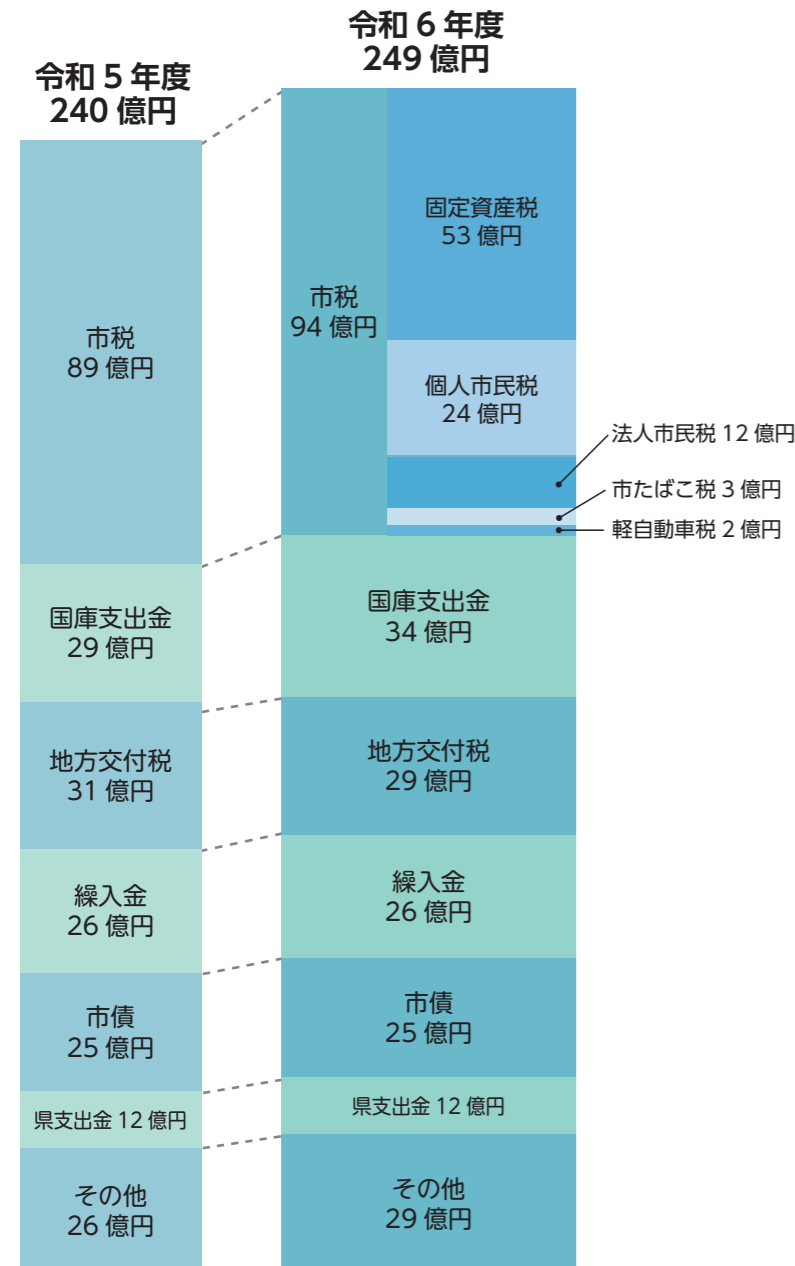 令和 5 年度
240 億円
市税
89 億円
国庫支出金
29 億円
地方交付税
31 億円
繰入金
26 億円
市債
25 億円
県支出金 12 億円
その他
26 億円
令和 6 年度
249 億円
市税
94 億円
固定資産税
53 億円
個人市民税
24 億円
法人市民税 12 億円
市たばこ税 3 億円
軽自動車税 2 億円
国庫支出金
34 億円
地方交付税
29 億円
繰入金
26 億円
市債
25 億円
県支出金 12 億円
その他
29 億円